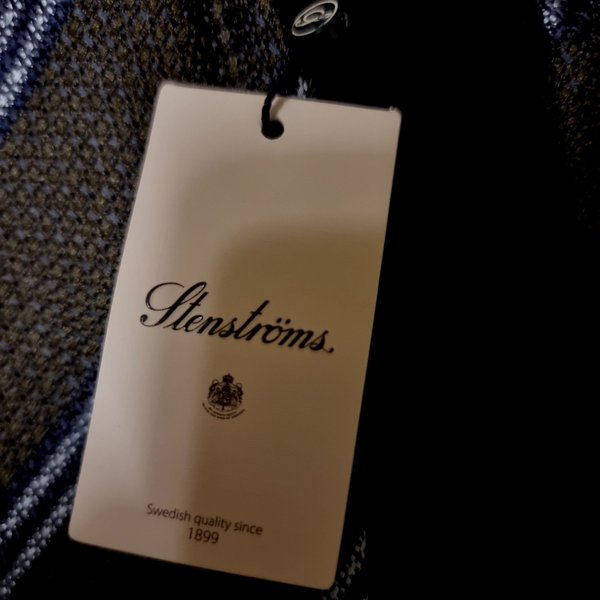 Stenströms.
Swedish quality since
1899